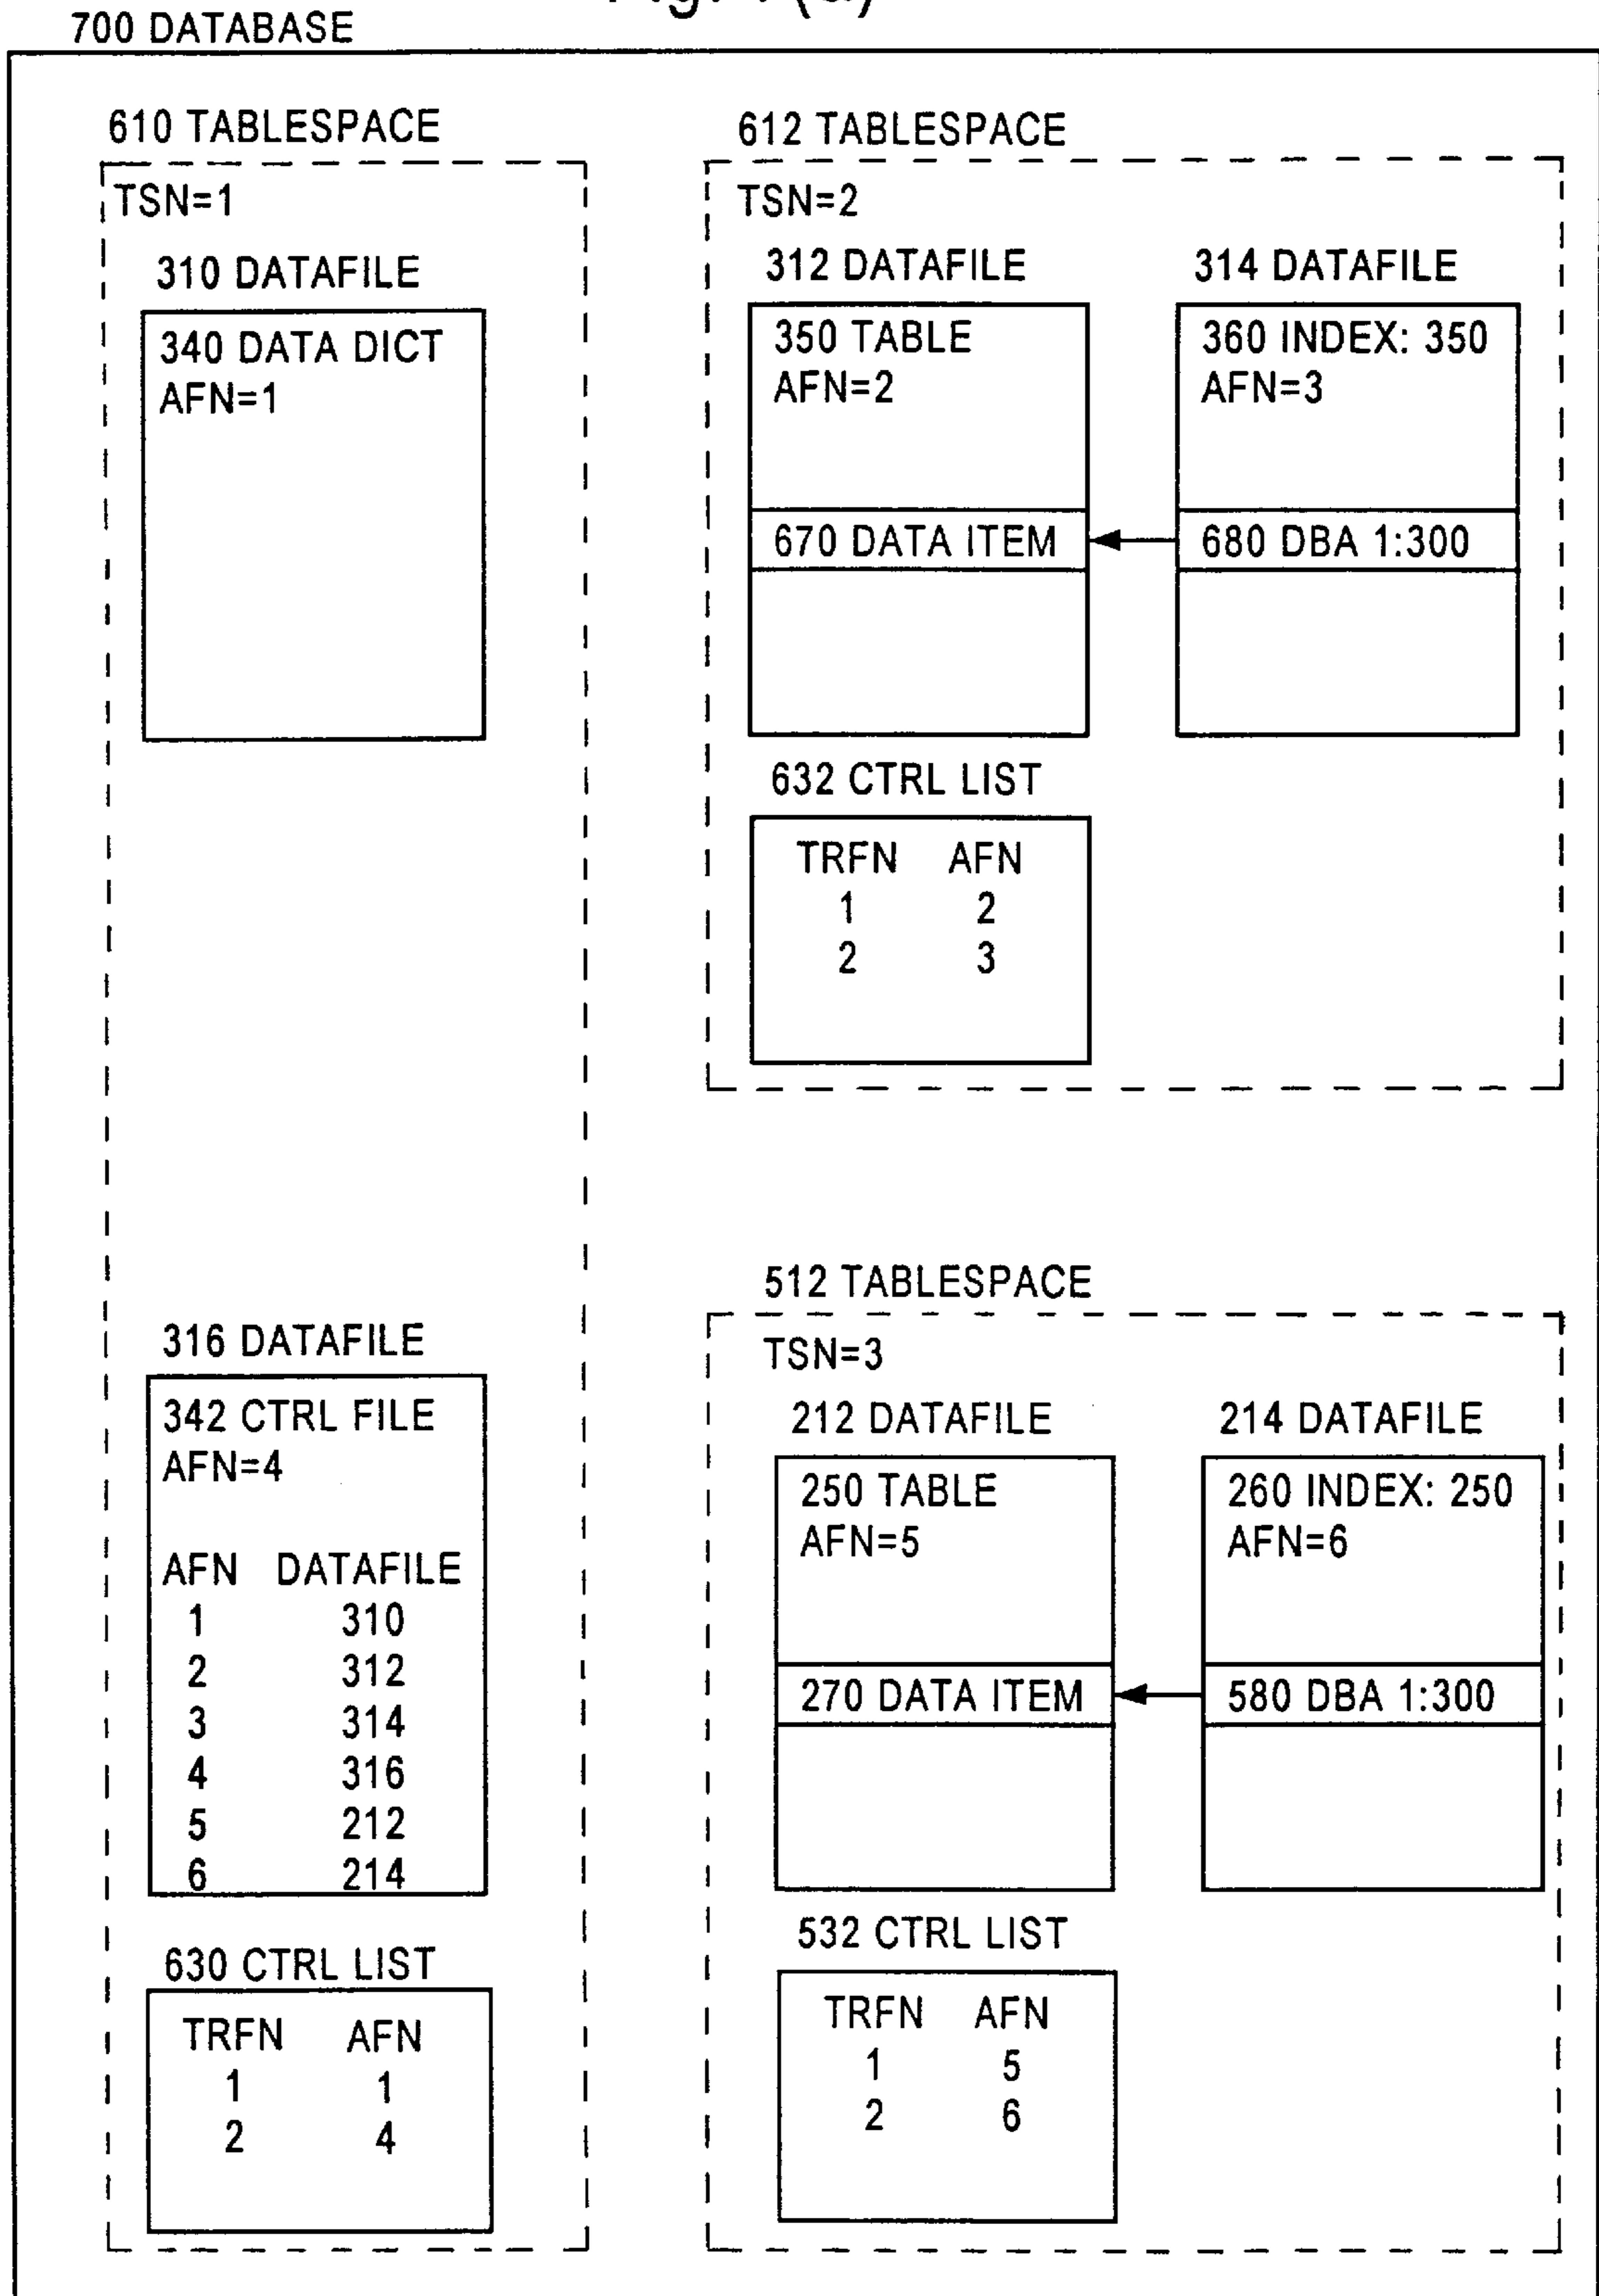 700 DATABASE
610 TABLESPACE
TSN=1
310 DATAFILE
340 DATA DICT
AFN=1
316 DATAFILE
342 CTRL FILE
AFN=4
AFN DATAFILE
1 310
2 312
3 314
4 316
5 212
6 214
630 CTRL LIST
TRFN AFN
1 1
2 4
612 TABLESPACE
TSN=2
312 DATAFILE
350 TABLE
AFN=2
670 DATA ITEM
314 DATAFILE
360 INDEX: 350
AFN=3
680 DBA 1:300
632 CTRL LIST
TRFN AFN
1 2
2 3
512 TABLESPACE
TSN=3
212 DATAFILE
250 TABLE
AFN=5
270 DATA ITEM
214 DATAFILE
260 INDEX: 250
AFN=6
580 DBA 1:300
532 CTRL LIST
TRFN AFN
1 5
2 6